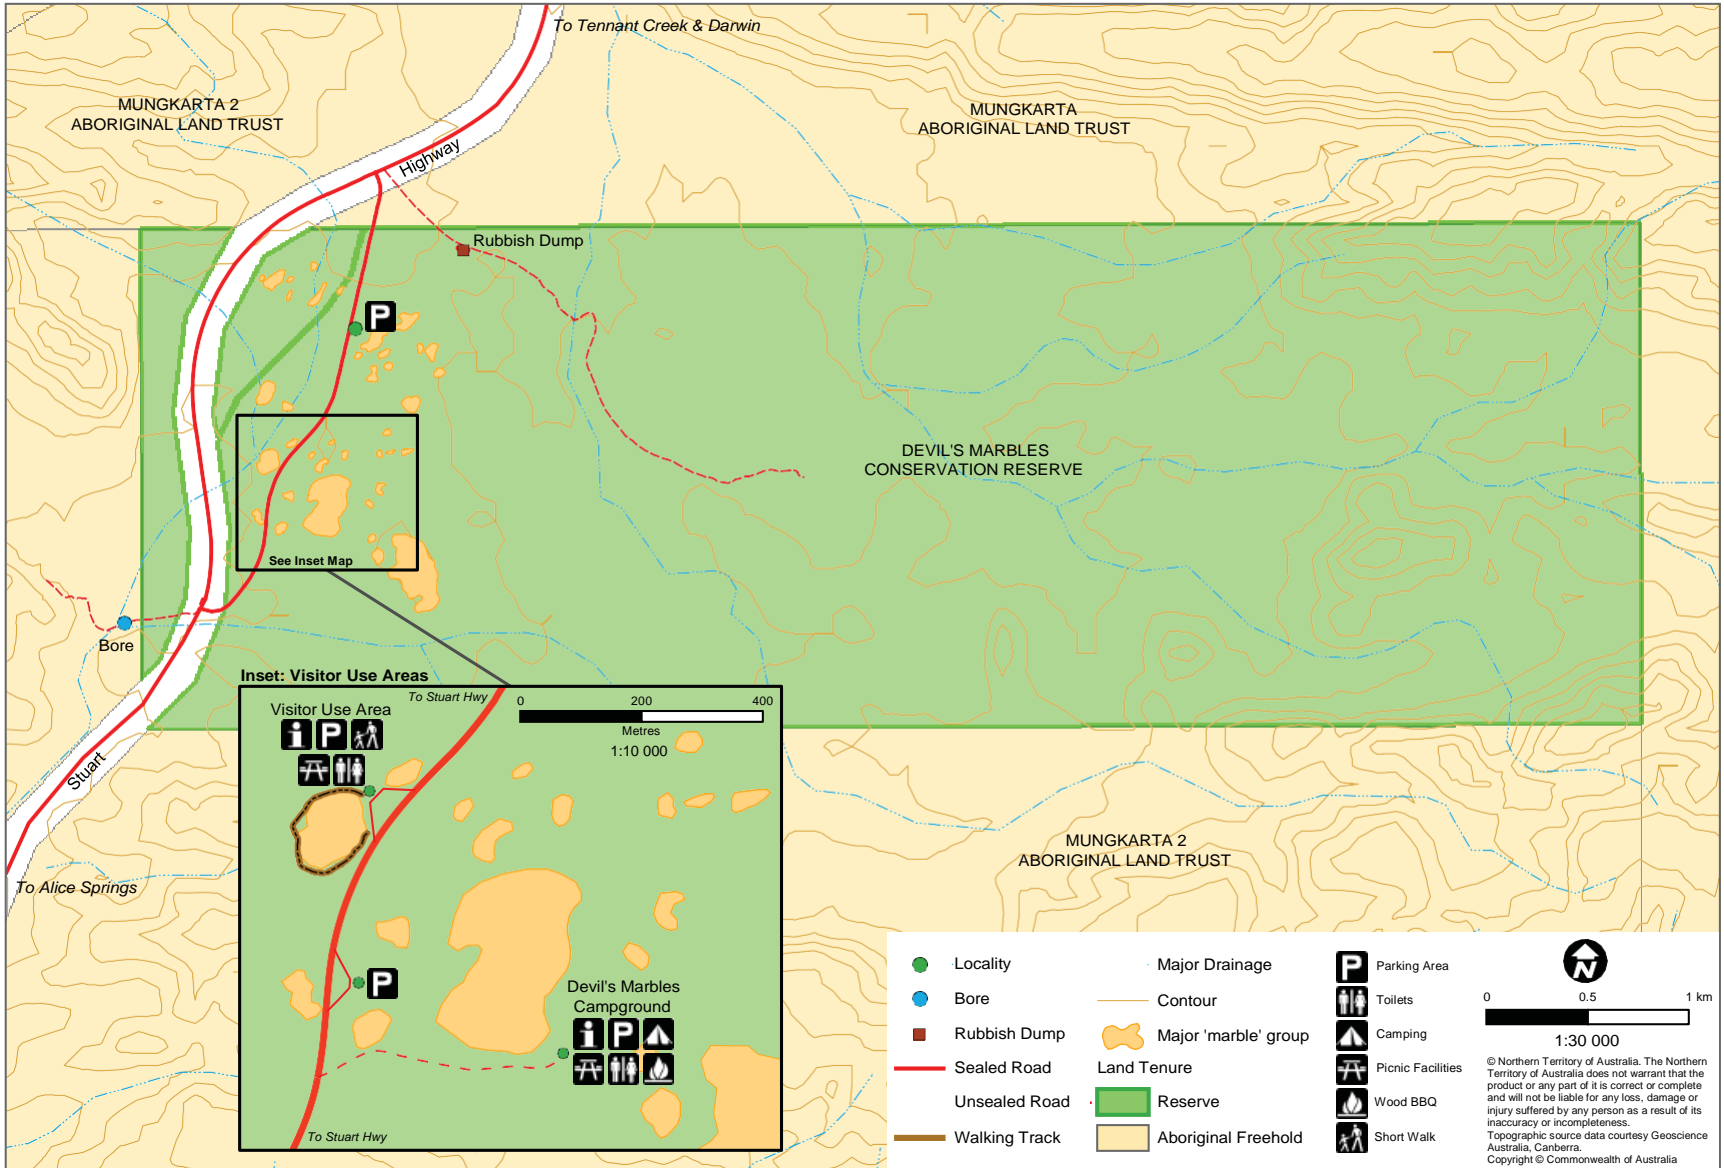 To Tennant Creek & Darwin
MUNGKARTA 2
ABORIGINAL LAND TRUST
MUNGKARTA
ABORIGINAL LAND TRUST
Highway
Rubbish Dump
P
DEVIL'S MARBLES
CONSERVATION RESERVE
See Inset Map
Bore
Stuart
To Alice Springs
MUNGKARTA 2
ABORIGINAL LAND TRUST
Inset: Visitor Use Areas
To Stuart Hwy
0 200 400
Metres
1:10 000
Visitor Use Area
i P
P
Devil's Marbles
Campground
i P
To Stuart Hwy
Locality
Bore
Rubbish Dump
Sealed Road
Unsealed Road
Walking Track
Major Drainage
Contour
Major 'marble' group
Land Tenure
Reserve
Aboriginal Freehold
P Parking Area
Toilets
Camping
Picnic Facilities
Wood BBQ
Short Walk
N
0 0.5 1 km
1:30 000
© Northern Territory of Australia. The Northern
Territory of Australia does not warrant that the
product or any part of it is correct or complete
and will not be liable for any loss, damage or
injury suffered by any person as a result of its
inaccuracy or incompleteness.
Topographic source data courtesy Geoscience
Australia, Canberra.
Copyright © Commonwealth of Australia